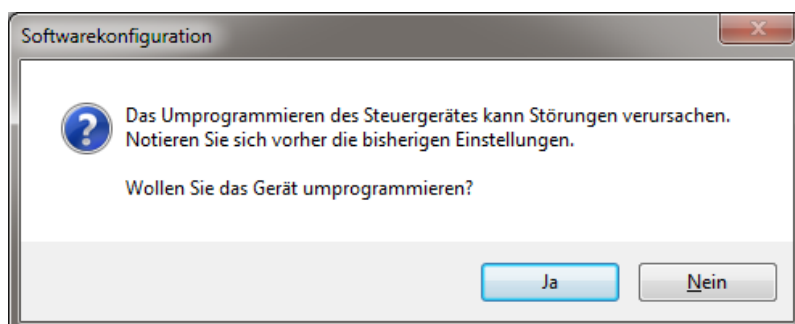 Softwarekonfiguration
Das Umprogrammieren des Steuergerätes kann Störungen verursachen.
Notieren Sie sich vorher die bisherigen Einstellungen.
Wollen Sie das Gerät umprogrammieren?
Ja
Nein